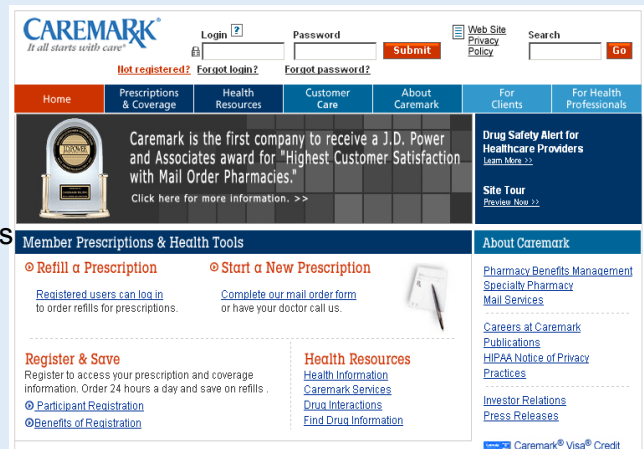 CAREMARK®
It all starts with care®
Login ?
Password
Submit
Web Site
Privacy
Policy
Search
Go
Not registered? Forgot login? Forgot password?
Home
Prescriptions
& Coverage
Health
Resources
Customer
Care
About
Caremark
For
Clients
For Health
Professionals
J.D. POWER
Caremark is the first company to receive a J.D. Power
and Associates award for "Highest Customer Satisfaction
with Mail Order Pharmacies."
Click here for more information. >>
Drug Safety Alert for
Healthcare Providers
Learn More >>
Site Tour
Preview Now >>
s
Member Prescriptions & Health Tools
Refill a Prescription
Registered users can log in
to order refills for prescriptions.
Start a New Prescription
Complete our mail order form
or have your doctor call us.
Register & Save
Register to access your prescription and coverage
information. Order 24 hours a day and save on refills .
Participant Registration
Benefits of Registration
Health Resources
Health Information
Caremark Services
Drug Interactions
Find Drug Information
About Caremark
Pharmacy Benefits Management
Specialty Pharmacy
Mail Services
Careers at Caremark
Publications
HIPAA Notice of Privacy
Practices
Investor Relations
Press Releases
Caremark® Visa® Credit